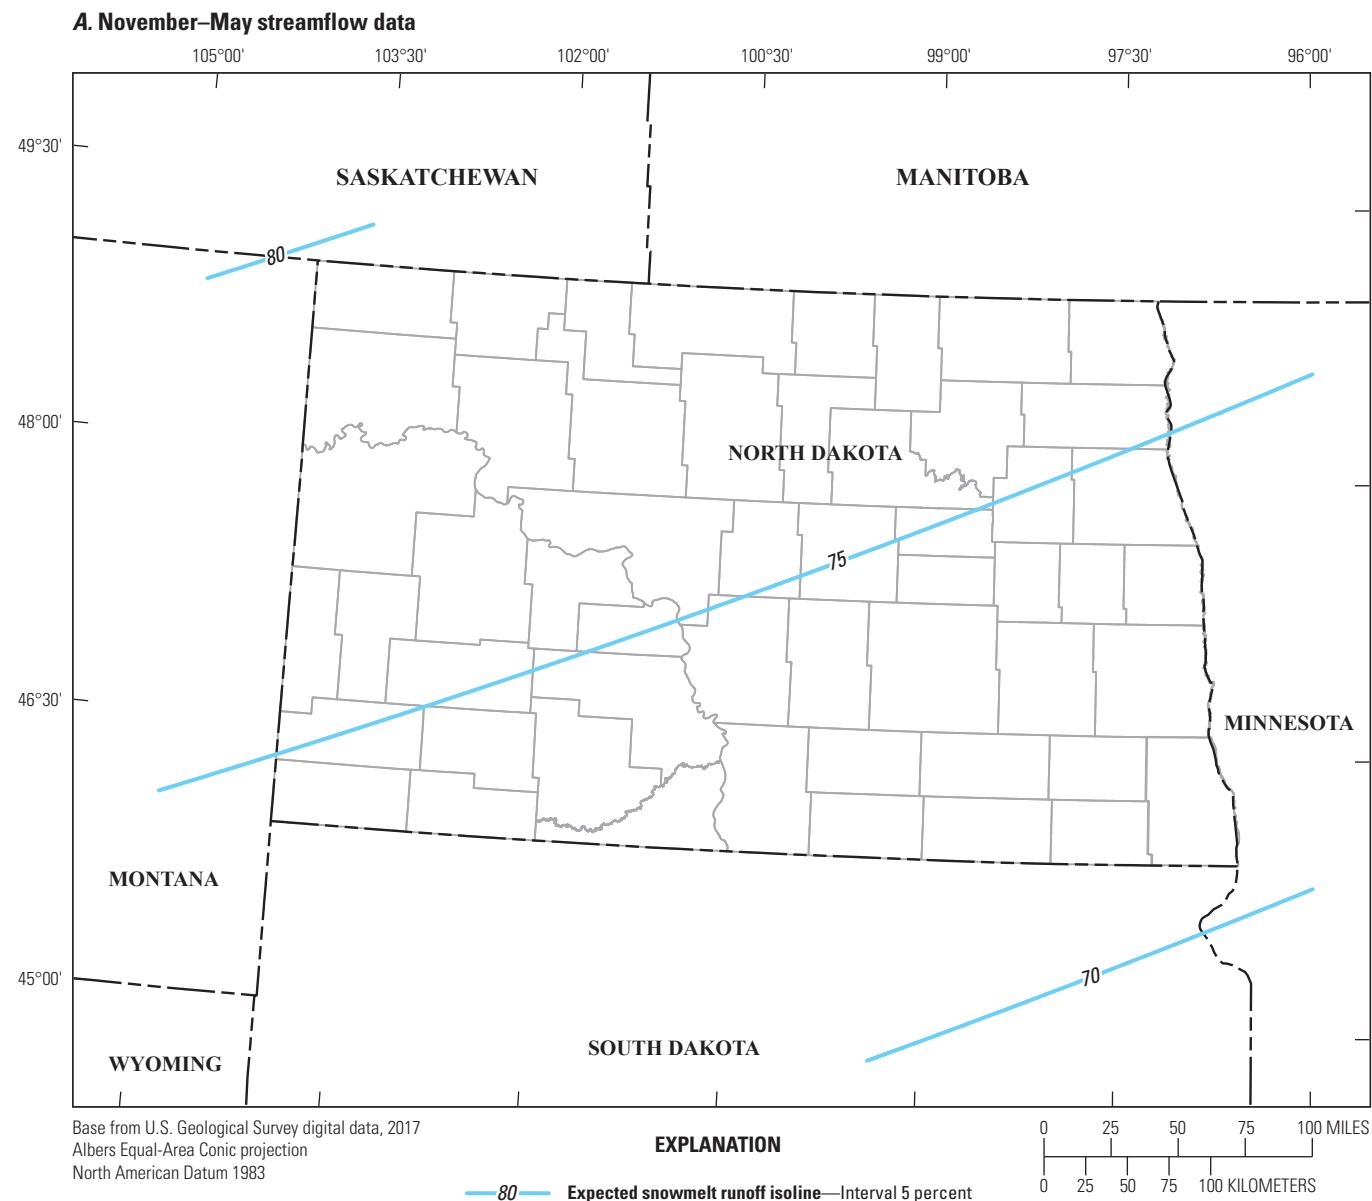 A. November–May streamflow data
105°00' 103°30' 102°00' 100°30' 99°00' 97°30' 96°00'
49°30'
SASKATCHEWAN MANITOBA
80
48°00'
NORTH DAKOTA
75
46°30'
MINNESOTA
MONTANA
70
45°00'
SOUTH DAKOTA
WYOMING
Base from U.S. Geological Survey digital data, 2017
Albers Equal-Area Conic projection
North American Datum 1983
EXPLANATION
80 Expected snowmelt runoff isoline—Interval 5 percent
0 25 50 75 100 MILES
0 25 50 75 100 KILOMETERS